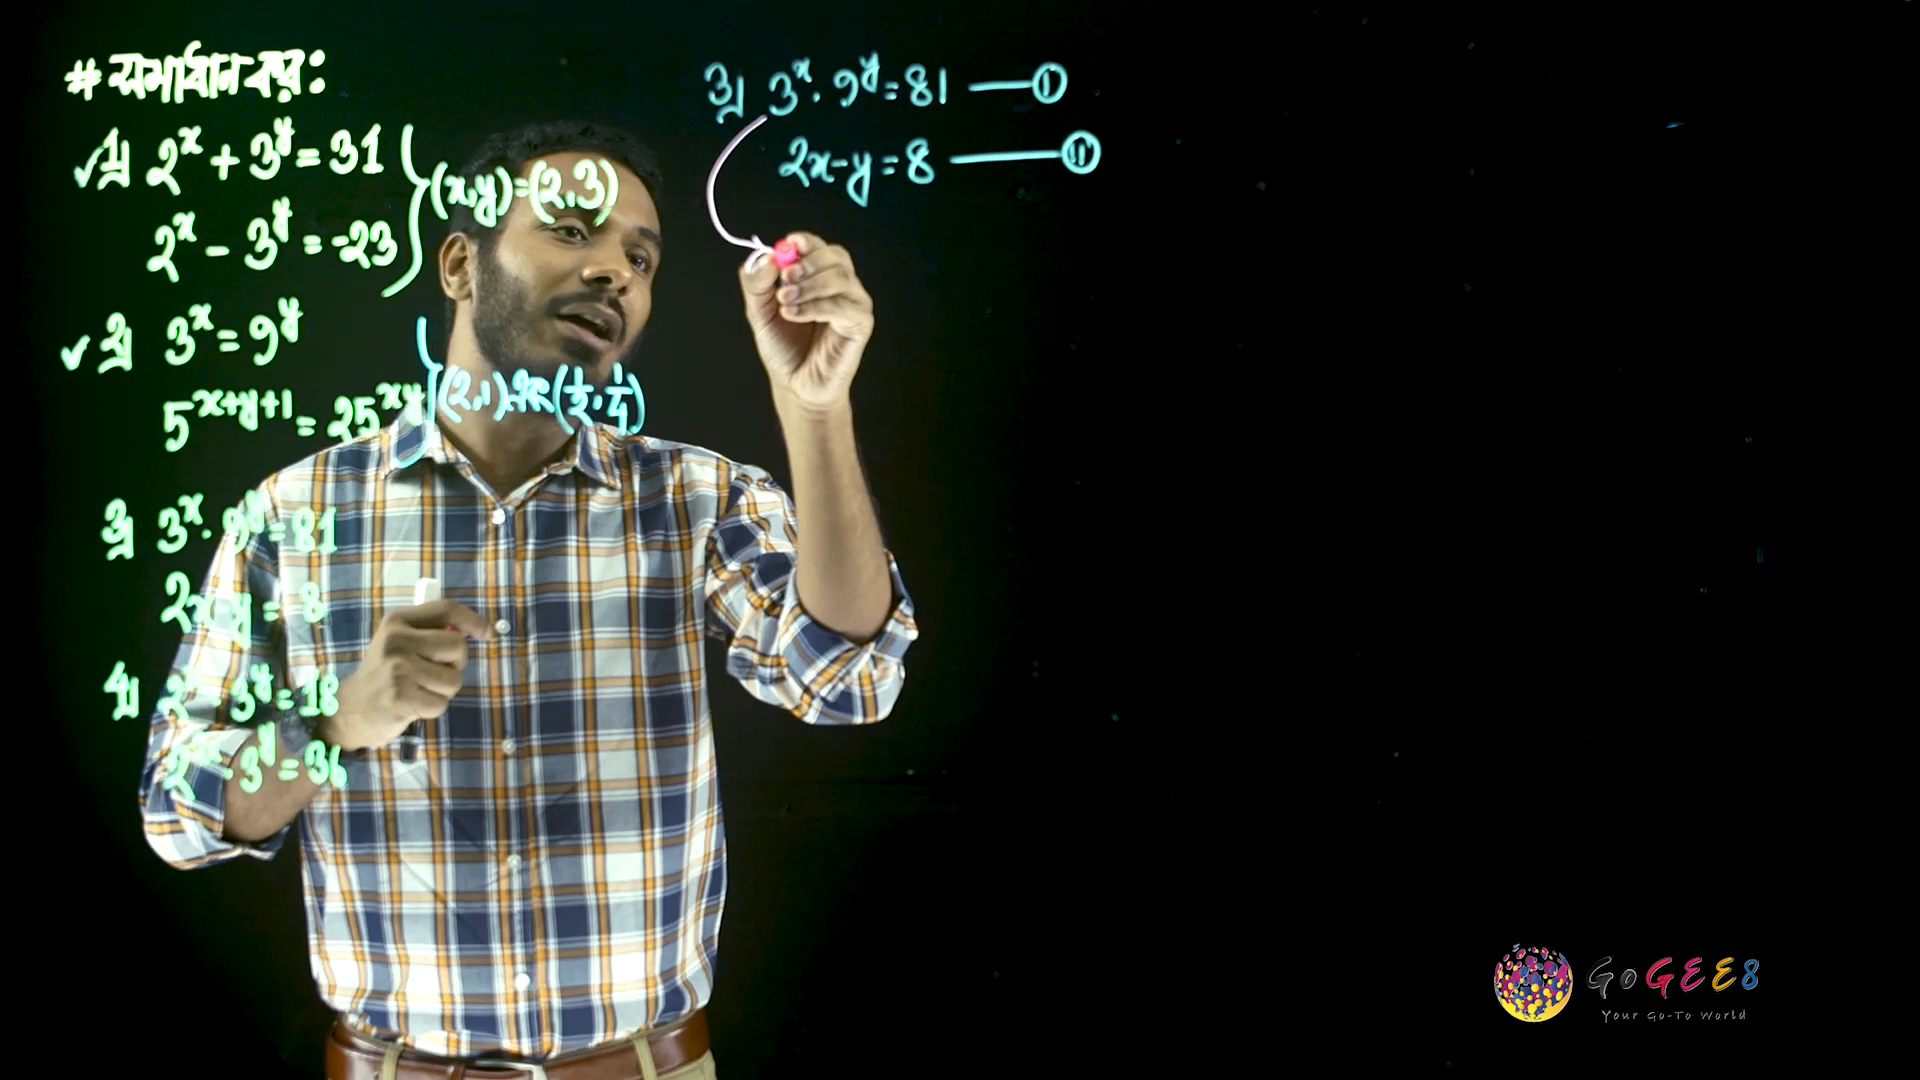 # সমাধান কর:
১) 2^x + 3^y = 31
2^x - 3^y = -23
(x,y)=(2,3)
২) 3^x = 9^y
5^{x+y+1} = 25^{xy}
(2,1) এবং (1/2, 1/4)
৩) 3^x . 9^y = 81
2x-y = 8
৪) 2^x . 3^y = 18
2^{2x} . 3^y = 36
৩) 3^x . 9^y = 81 —— ①
2x-y = 8 —— ⓘⓘ
GoGEE8
Your Go-To World